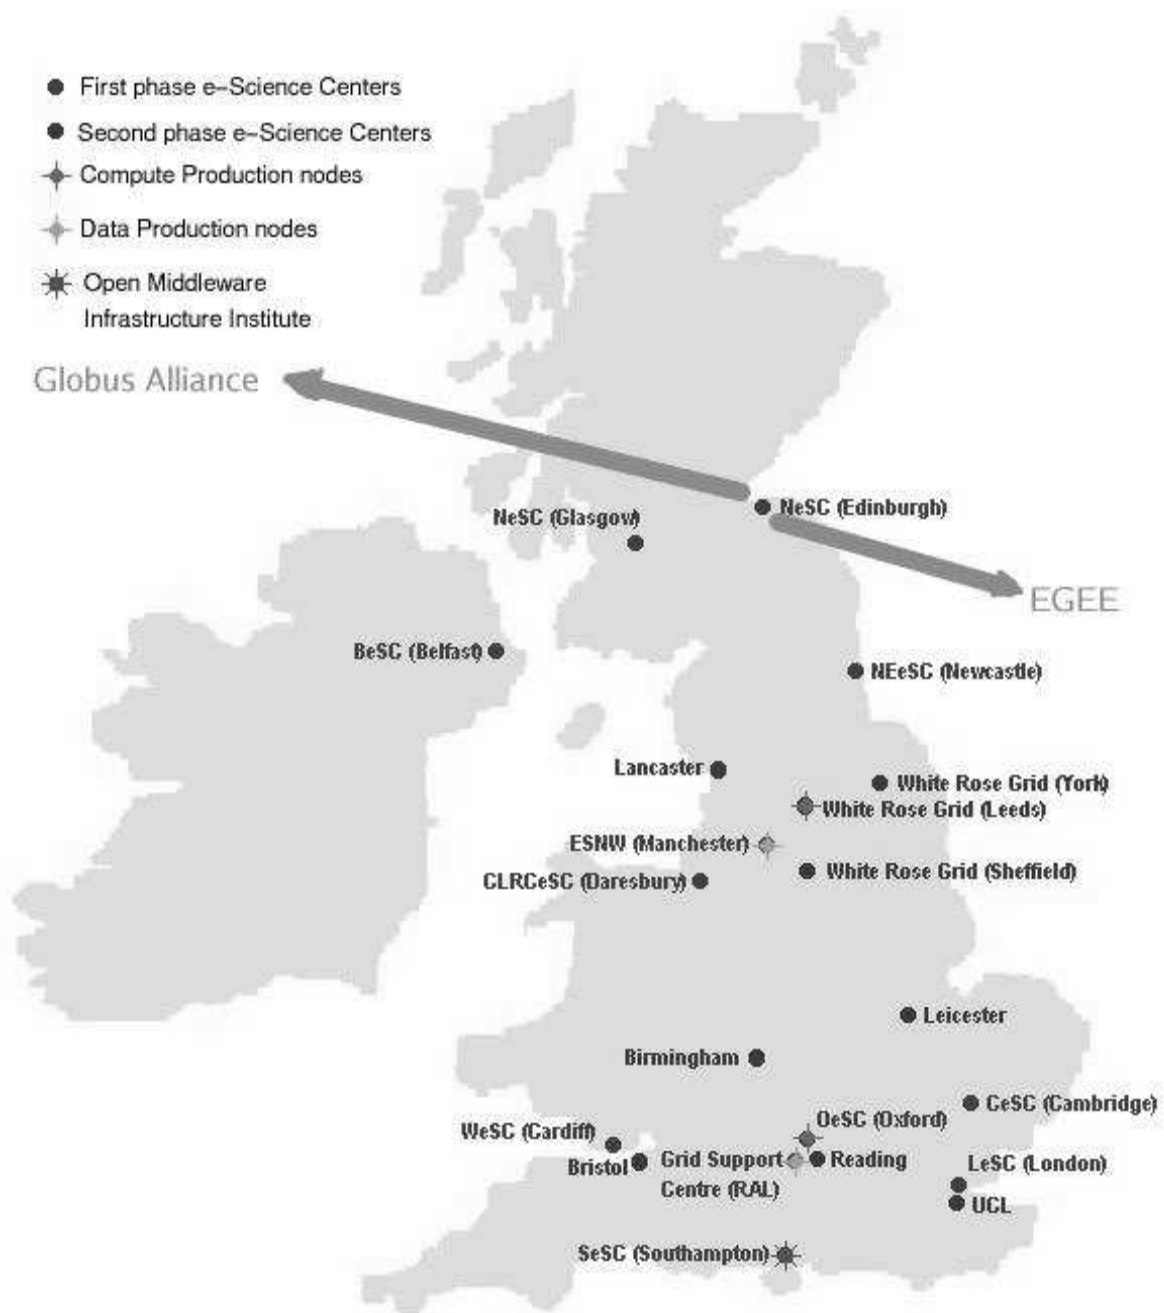 First phase e-Science Centers
Second phase e-Science Centers
Compute Production nodes
Data Production nodes
Open Middleware
Infrastructure Institute
Globus Alliance
NeSC (Edinburgh)
NeSC (Glasgow)
EGEE
BeSC (Belfast)
NEeSC (Newcastle)
Lancaster
White Rose Grid (York)
White Rose Grid (Leeds)
ESNW (Manchester)
White Rose Grid (Sheffield)
CLRCeSC (Daresbury)
Leicester
Birmingham
CeSC (Cambridge)
OeSC (Oxford)
WeSC (Cardiff)
Bristol
Grid Support
Centre (RAL)
Reading
LeSC (London)
UCL
SeSC (Southampton)